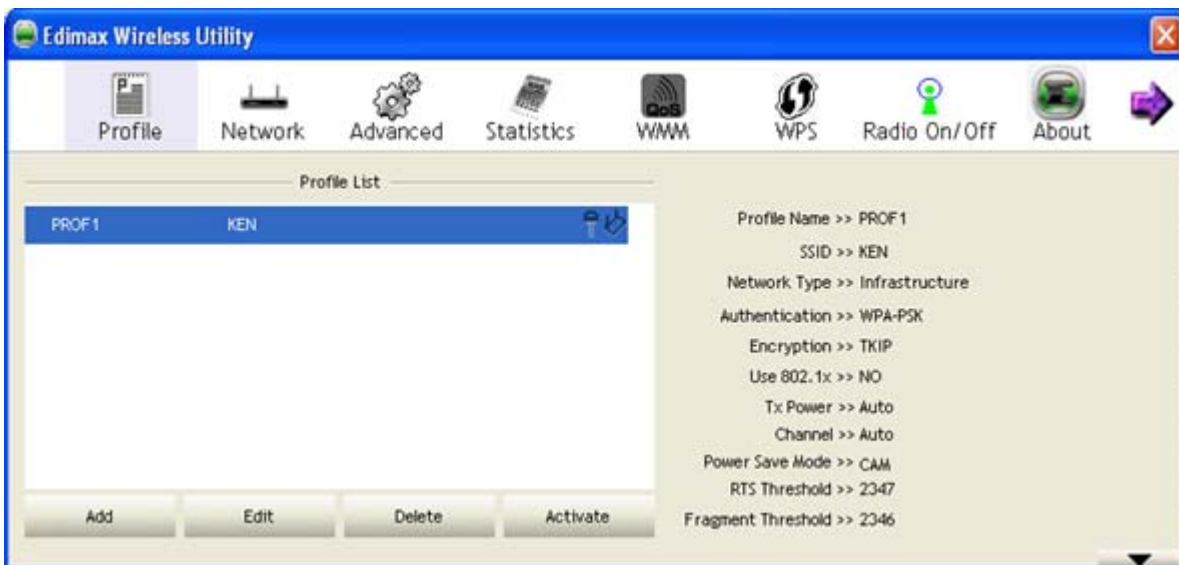 Edimax Wireless Utility
P
Profile
Network
Advanced
Statistics
QoS
WMM
WPS
Radio On/Off
About
Profile List
PROF1 KEN
Add Edit Delete Activate
Profile Name >> PROF1
SSID >> KEN
Network Type >> Infrastructure
Authentication >> WPA-PSK
Encryption >> TKIP
Use 802.1x >> NO
Tx Power >> Auto
Channel >> Auto
Power Save Mode >> CAM
RTS Threshold >> 2347
Fragment Threshold >> 2346